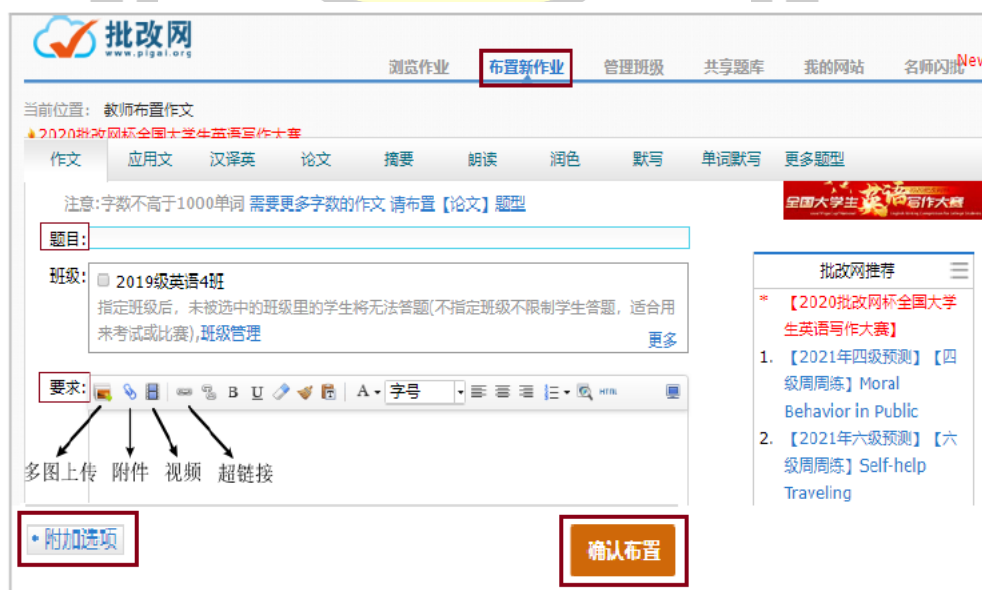 批改网
www.pigai.org
浏览作业 布置新作业 管理班级 共享题库 我的网站 名师闪批New
当前位置: 教师布置作文
2020批改网杯全国大学生英语写作大赛
作文 应用文 汉译英 论文 摘要 朗读 润色 默写 单词默写 更多题型
注意:字数不高于1000单词 需要更多字数的作文 请布置【论文】题型
全国大学生英语写作大赛
题目:
班级: 2019级英语4班
指定班级后，未被选中的班级里的学生将无法答题(不指定班级不限制学生答题，适合用
来考试或比赛),班级管理
更多
要求: B U A 字号 HTML
多图上传 附件 视频 超链接
附加选项
确认布置
批改网推荐
* 【2020批改网杯全国大学
生英语写作大赛】
1. 【2021年四级预测】【四
级周周练】Moral
Behavior in Public
2. 【2021年六级预测】【六
级周周练】Self-help
Traveling